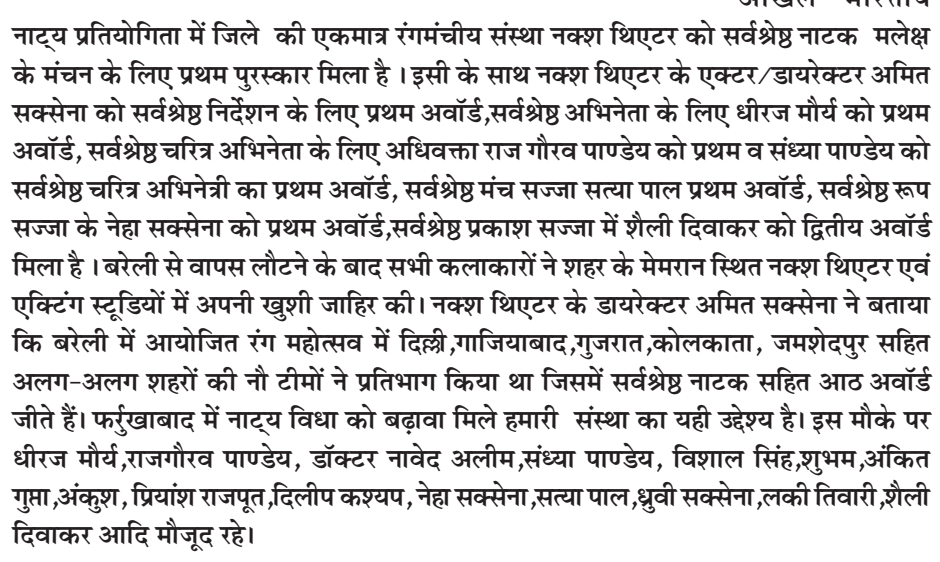 नाट्य प्रतियोगिता में जिले की एकमात्र रंगमंचीय संस्था नक्श थिएटर को सर्वश्रेष्ठ नाटक मलेक्ष
के मंचन के लिए प्रथम पुरस्कार मिला है । इसी के साथ नक्श थिएटर के एक्टर/डायरेक्टर अमित
सक्सेना को सर्वश्रेष्ठ निर्देशन के लिए प्रथम अवॉर्ड,सर्वश्रेष्ठ अभिनेता के लिए धीरज मौर्य को प्रथम
अवॉर्ड, सर्वश्रेष्ठ चरित्र अभिनेता के लिए अधिवक्ता राज गौरव पाण्डेय को प्रथम व संध्या पाण्डेय को
सर्वश्रेष्ठ चरित्र अभिनेत्री का प्रथम अवॉर्ड, सर्वश्रेष्ठ मंच सज्जा सत्या पाल प्रथम अवॉर्ड, सर्वश्रेष्ठ रूप
सज्जा के नेहा सक्सेना को प्रथम अवॉर्ड,सर्वश्रेष्ठ प्रकाश सज्जा में शैली दिवाकर को द्वितीय अवॉर्ड
मिला है । बरेली से वापस लौटने के बाद सभी कलाकारों ने शहर के मेमरान स्थित नक्श थिएटर एवं
एक्टिंग स्टूडियों में अपनी खुशी जाहिर की। नक्श थिएटर के डायरेक्टर अमित सक्सेना ने बताया
कि बरेली में आयोजित रंग महोत्सव में दिल्ली,गाजियाबाद,गुजरात,कोलकाता, जमशेदपुर सहित
अलग-अलग शहरों की नौ टीमों ने प्रतिभाग किया था जिसमें सर्वश्रेष्ठ नाटक सहित आठ अवॉर्ड
जीते हैं। फर्रुखाबाद में नाट्य विधा को बढ़ावा मिले हमारी संस्था का यही उद्देश्य है। इस मौके पर
धीरज मौर्य,राजगौरव पाण्डेय, डॉक्टर नावेद अलीम,संध्या पाण्डेय, विशाल सिंह,शुभम,अंकित
गुप्ता,अंकुश, प्रियांश राजपूत,दिलीप कश्यप, नेहा सक्सेना,सत्या पाल,ध्रुवी सक्सेना,लकी तिवारी,शैली
दिवाकर आदि मौजूद रहे।